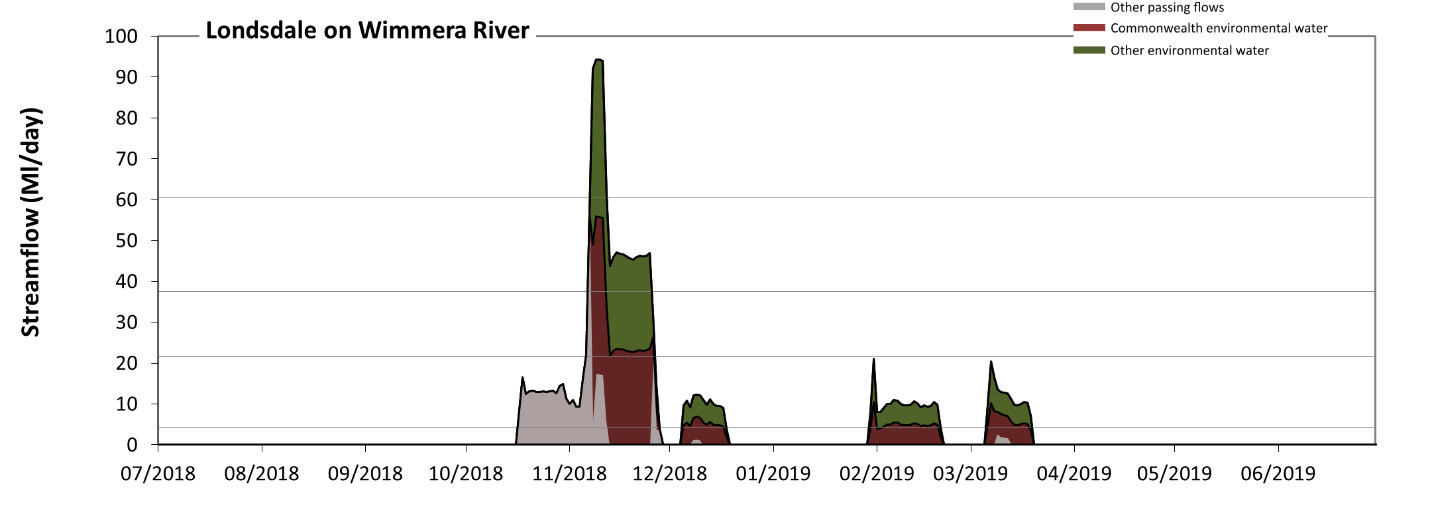 Other passing flows
Londsdale on Wimmera River
Commonwealth environmental water
Other environmental water
Streamflow (Ml/day)
100
90
80
70
60
50
40
30
20
10
0
07/2018 08/2018 09/2018 10/2018 11/2018 12/2018 01/2019 02/2019 03/2019 04/2019 05/2019 06/2019